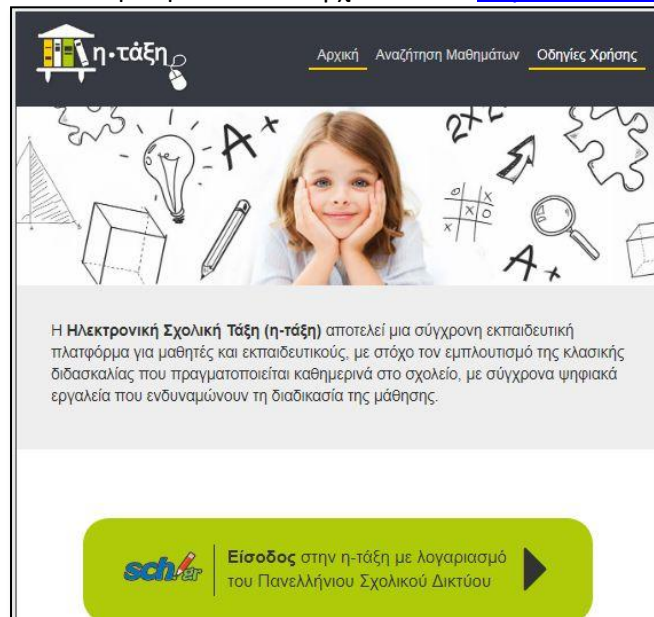 η·τάξη
Αρχική Αναζήτηση Μαθημάτων Οδηγίες Χρήσης
A+
2×2
A+
Η Ηλεκτρονική Σχολική Τάξη (η-τάξη) αποτελεί μια σύγχρονη εκπαιδευτική
πλατφόρμα για μαθητές και εκπαιδευτικούς, με στόχο τον εμπλουτισμό της κλασικής
διδασκαλίας που πραγματοποιείται καθημερινά στο σχολείο, με σύγχρονα ψηφιακά
εργαλεία που ενδυναμώνουν τη διαδικασία της μάθησης.
sch.gr
Είσοδος στην η-τάξη με λογαριασμό
του Πανελλήνιου Σχολικού Δικτύου